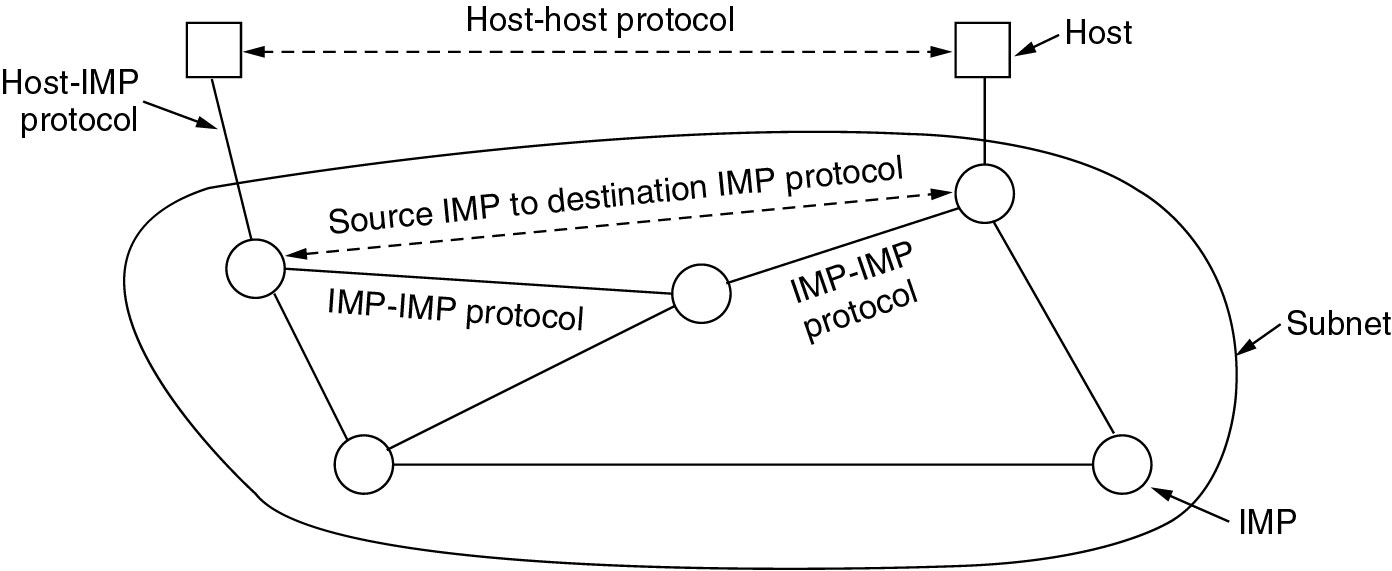 Host-host protocol
Host
Host-IMP
protocol
Source IMP to destination IMP protocol
IMP-IMP protocol
IMP-IMP
protocol
Subnet
IMP